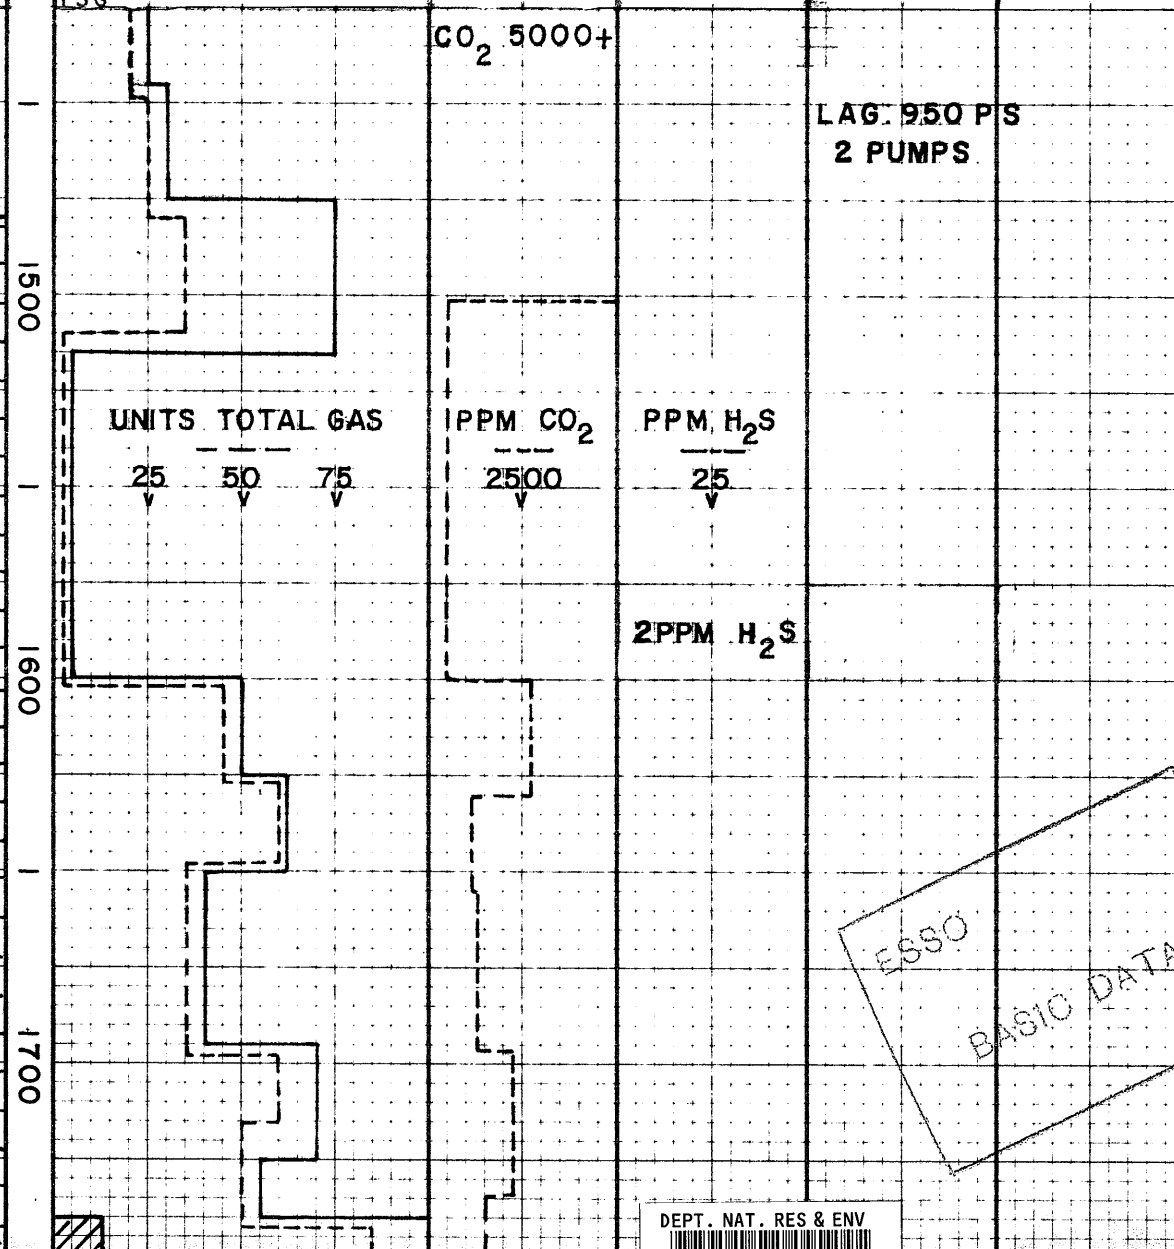 CO2 5000+
LAG: 950 P S
2 PUMPS
1500
UNITS TOTAL GAS
25 50 75
PPM CO2
2500
PPM H2S
25
2PPM H2S
1600
ESSO
BASIC DATA
1700
DEPT. NAT. RES & ENV